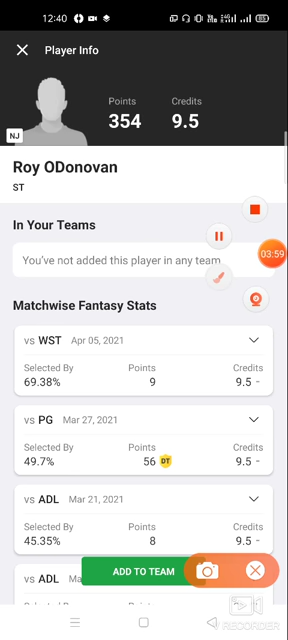 12:40
Player Info
Points
Credits
354
9.5
NJ
Roy ODonovan
ST
In Your Teams
You've not added this player in any team
03:59
Matchwise Fantasy Stats
vs WST Apr 05, 2021
Selected By Points Credits
69.38% 9 9.5 -
vs PG Mar 27, 2021
Selected By Points Credits
49.7% 56 DT 9.5 -
vs ADL Mar 21, 2021
Selected By Points Credits
45.35% 8 9.5 -
ADD TO TEAM
vs ADL
RECORDER